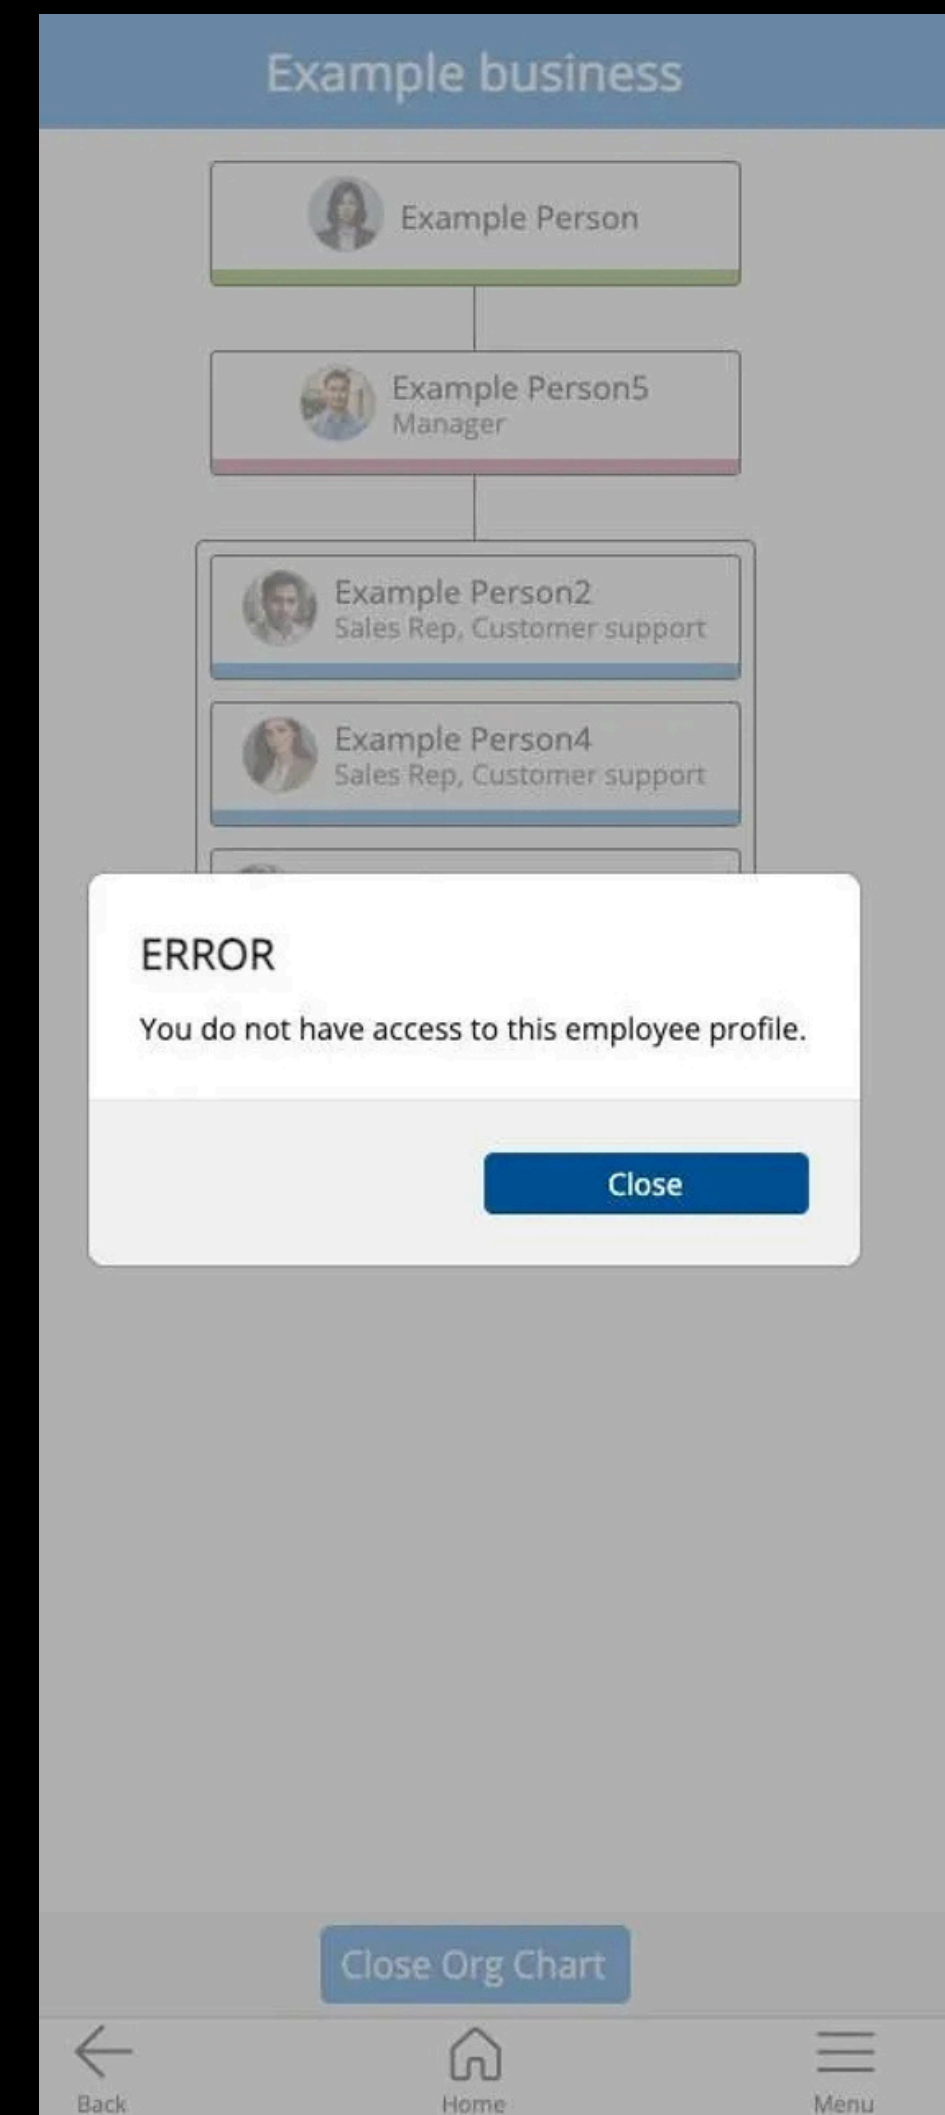 Example business
Example Person
Example Person5
Manager
Example Person2
Sales Rep, Customer support
Example Person4
Sales Rep, Customer support
ERROR
You do not have access to this employee profile.
Close
Close Org Chart
Back
Home
Menu